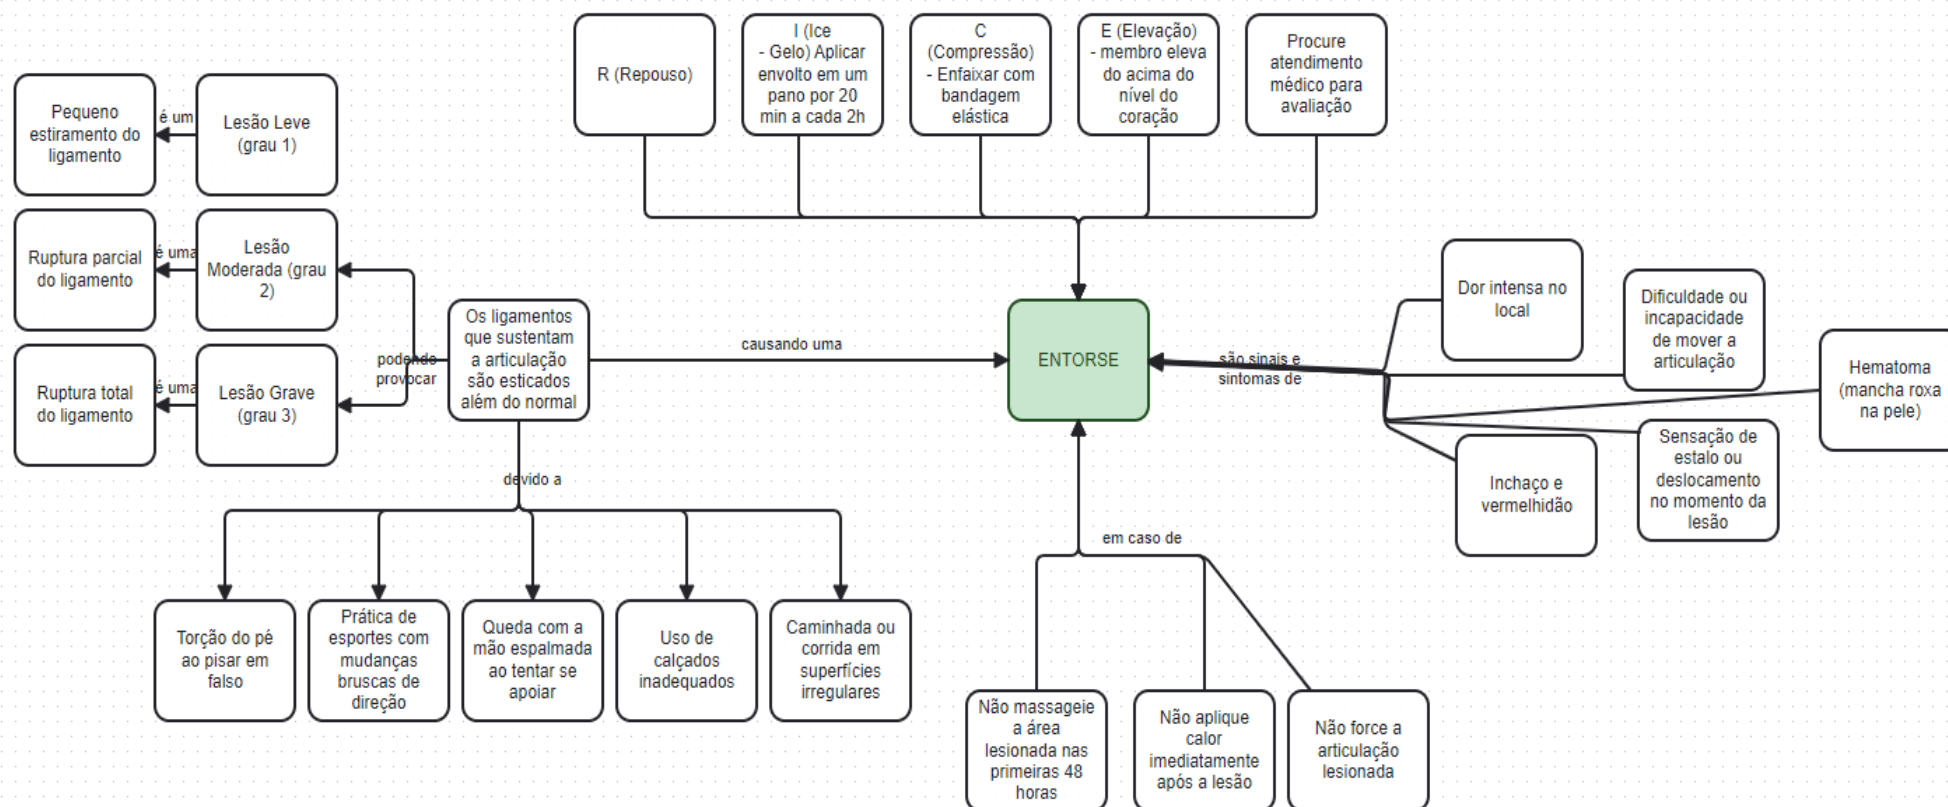 R (Repouso)
I (Ice
- Gelo) Aplicar
envolto em um
pano por 20
min a cada 2h
C
(Compressão)
- Enfaixar com
bandagem
elástica
E (Elevação)
- membro eleva
do acima do
nível do
coração
Procure
atendimento
médico para
avaliação
Pequeno
estiramento do
ligamento
é um
Lesão Leve
(grau 1)
Ruptura parcial
do ligamento
é uma
Lesão
Moderada (grau
2)
Ruptura total
do ligamento
é uma
Lesão Grave
(grau 3)
podendo
provocar
Os ligamentos
que sustentam
a articulação
são esticados
além do normal
causando uma
ENTORSE
são sinais e
sintomas de
Dor intensa no
local
Dificuldade ou
incapacidade
de mover a
articulação
Hematoma
(mancha roxa
na pele)
Sensação de
estalo ou
deslocamento
no momento da
lesão
Inchaço e
vermelhidão
devido a
Torção do pé
ao pisar em
falso
Prática de
esportes com
mudanças
bruscas de
direção
Queda com a
mão espalmada
ao tentar se
apoiar
Uso de
calçados
inadequados
Caminhada ou
corrida em
superfícies
irregulares
em caso de
Não massageie
a área
lesionada nas
primeiras 48
horas
Não aplique
calor
imediatamente
após a lesão
Não force a
articulação
lesionada